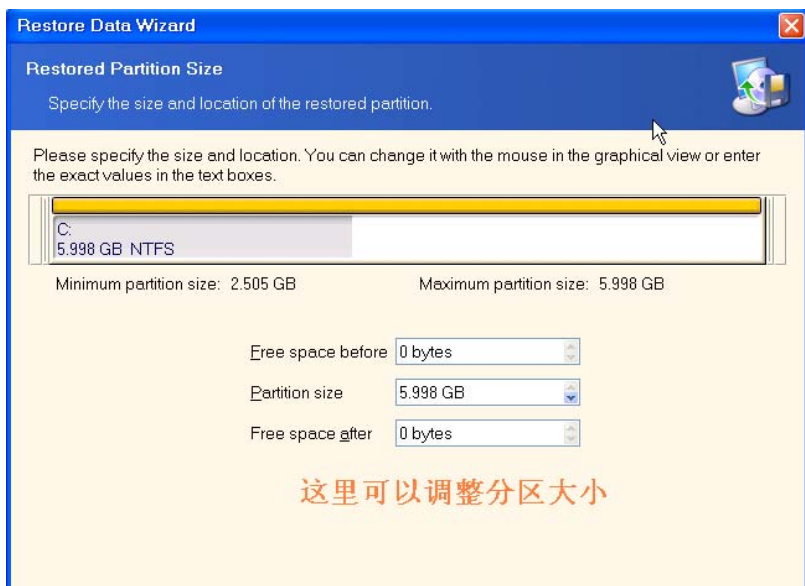 Restore Data Wizard
Restored Partition Size
Specify the size and location of the restored partition.
Please specify the size and location. You can change it with the mouse in the graphical view or enter
the exact values in the text boxes.
C:
5.998 GB NTFS
Minimum partition size: 2.505 GB
Maximum partition size: 5.998 GB
Free space before 0 bytes
Partition size 5.998 GB
Free space after 0 bytes
这里可以调整分区大小